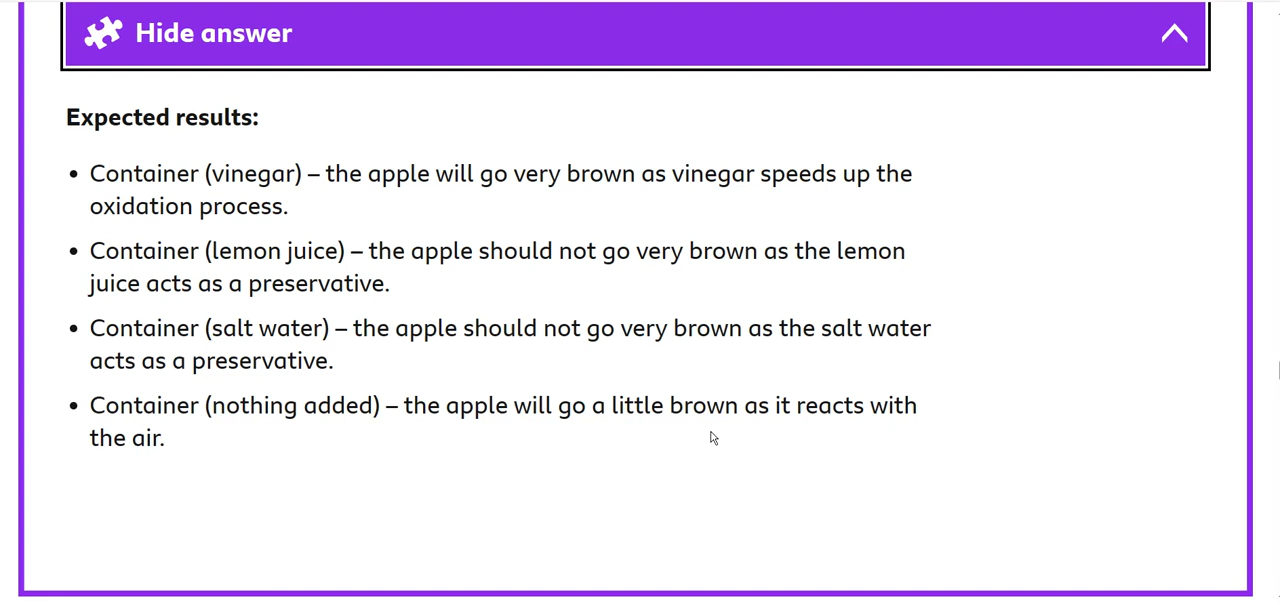 Hide answer
Expected results:
• Container (vinegar) – the apple will go very brown as vinegar speeds up the
oxidation process.
• Container (lemon juice) – the apple should not go very brown as the lemon
juice acts as a preservative.
• Container (salt water) – the apple should not go very brown as the salt water
acts as a preservative.
• Container (nothing added) – the apple will go a little brown as it reacts with
the air.